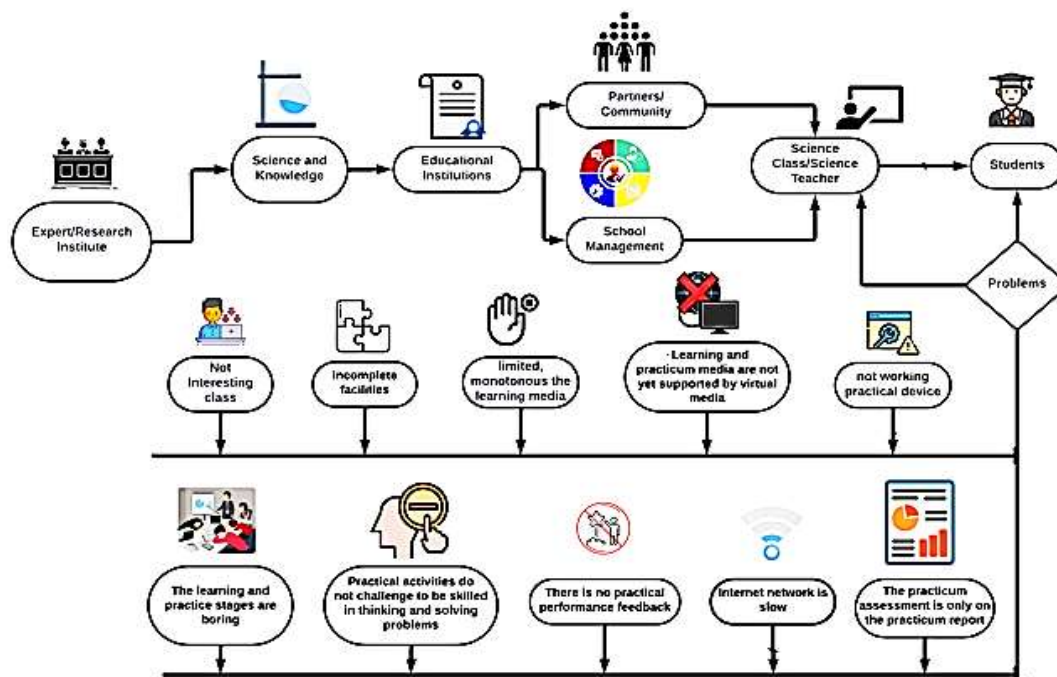 Partners/
Community
Expert/Research
Institute
Science and
Knowledge
Educational
Institutions
Science
Class/Science
Teacher
Students
School
Management
Problems
Not
Interesting
class
Incomplete
facilities
limited,
monotonous the
learning media
- Learning and
practicum media are not
yet supported by virtual
media
not working
practical device
The learning and
practice stages are
boring
Practical activities do
not challenge to be skilled
in thinking and solving
problems
There is no practical
performance feedback
Internet network is
slow
The practicum
assessment is only on
the practicum report